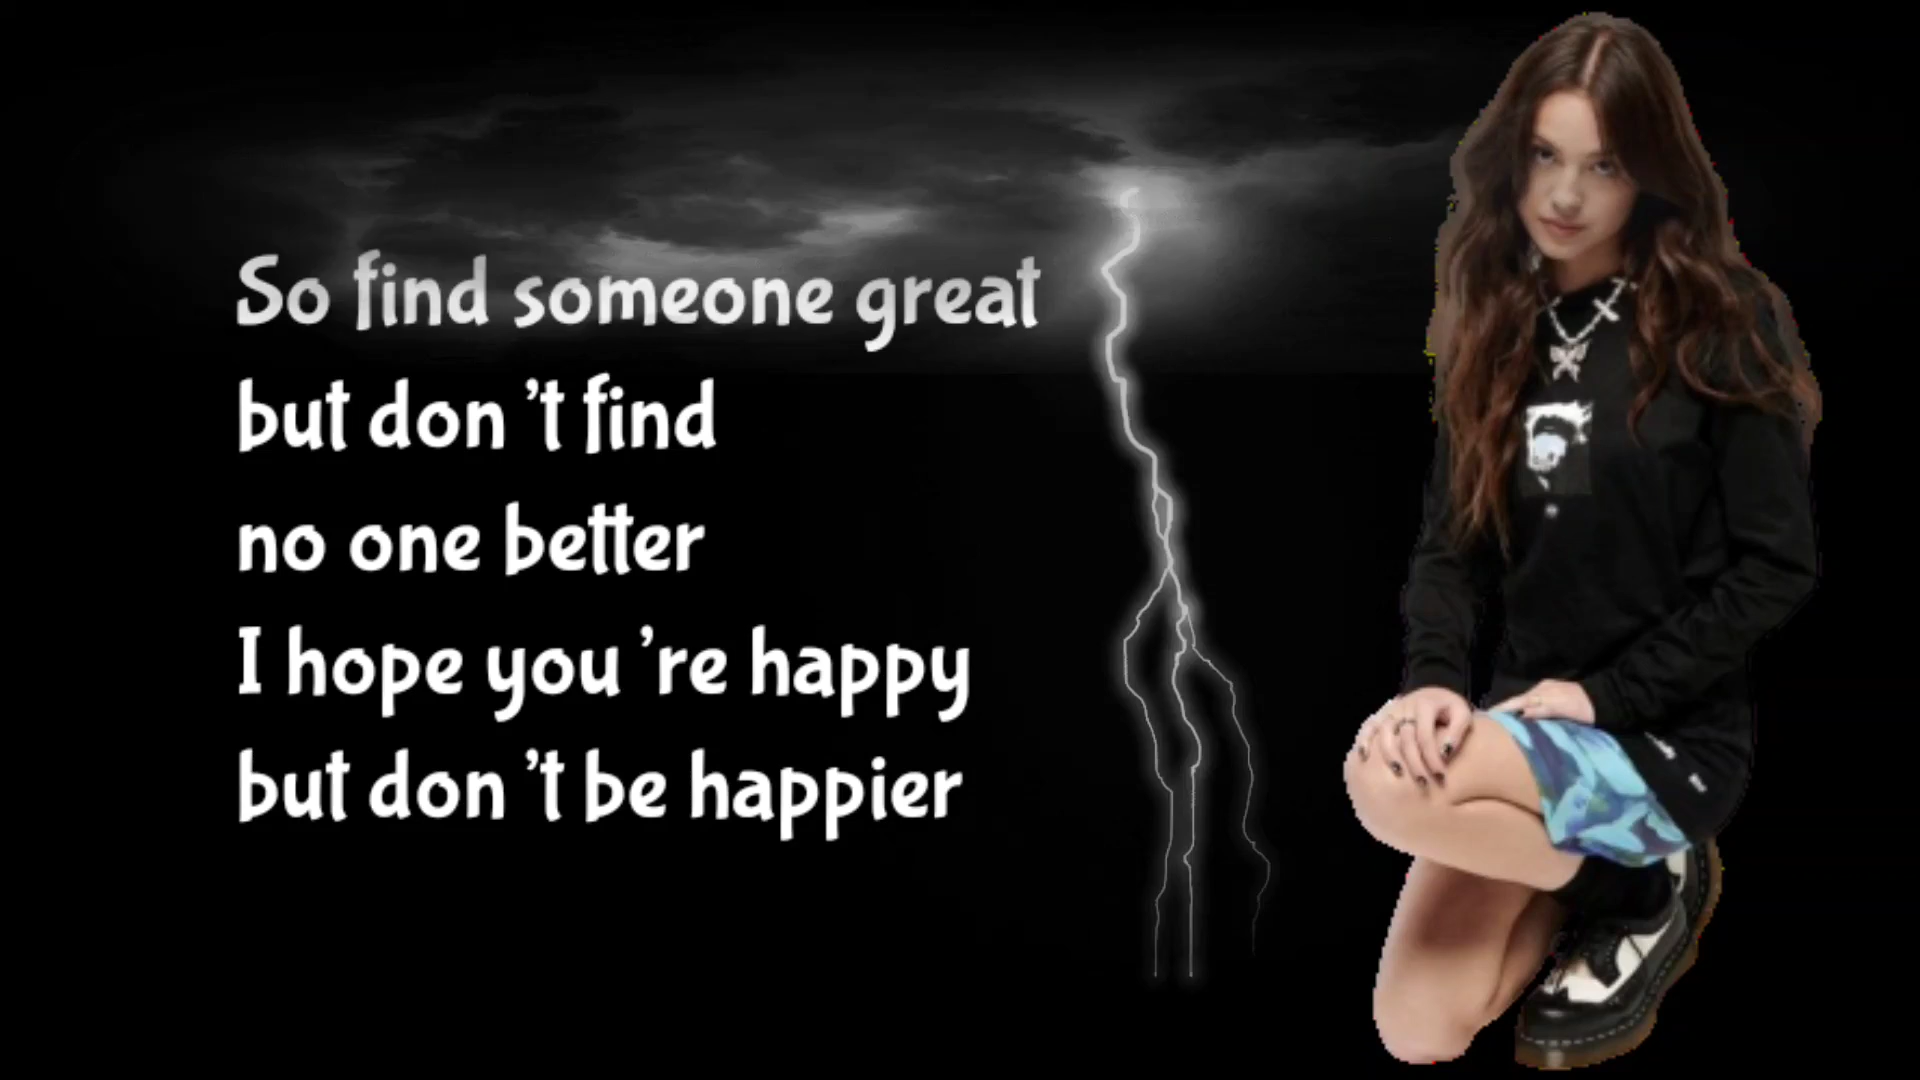 So find someone great
but don 't find
no one better
I hope you 're happy
but don 't be happier